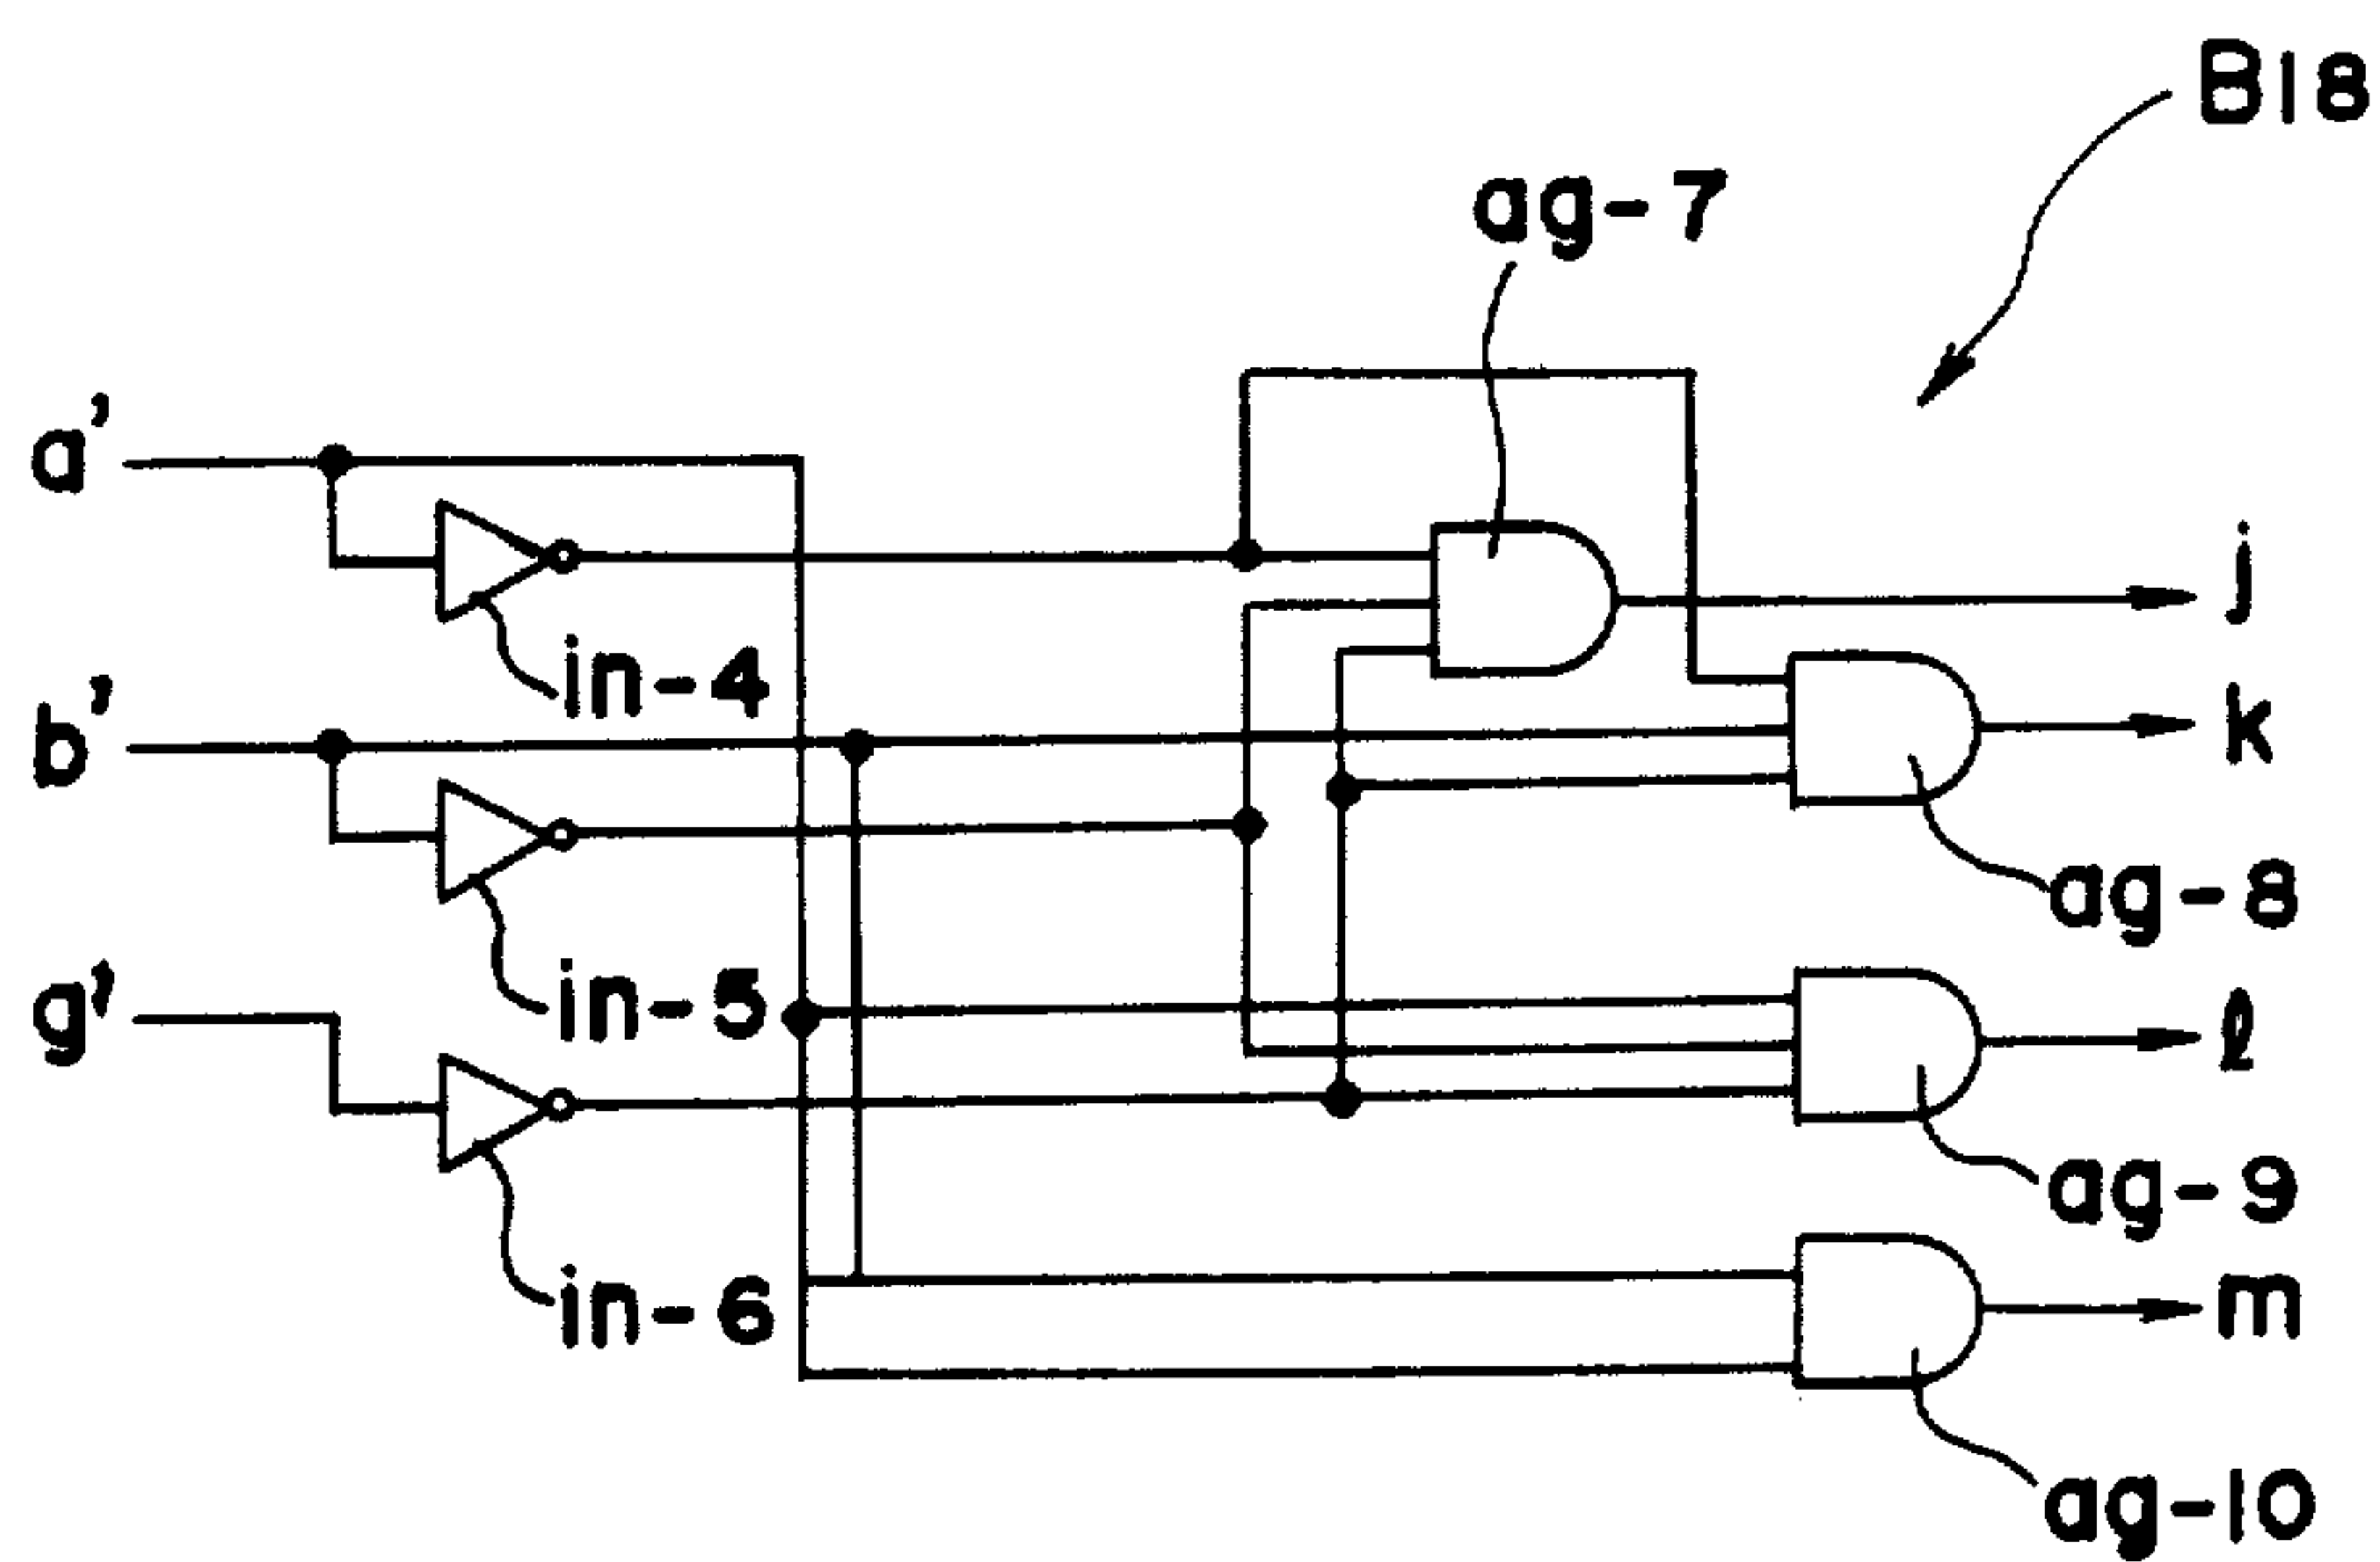 B18
ag-7
a'
j
in-4
k
b'
ag-8
in-5
g'
ℓ
ag-9
in-6
m
ag-10